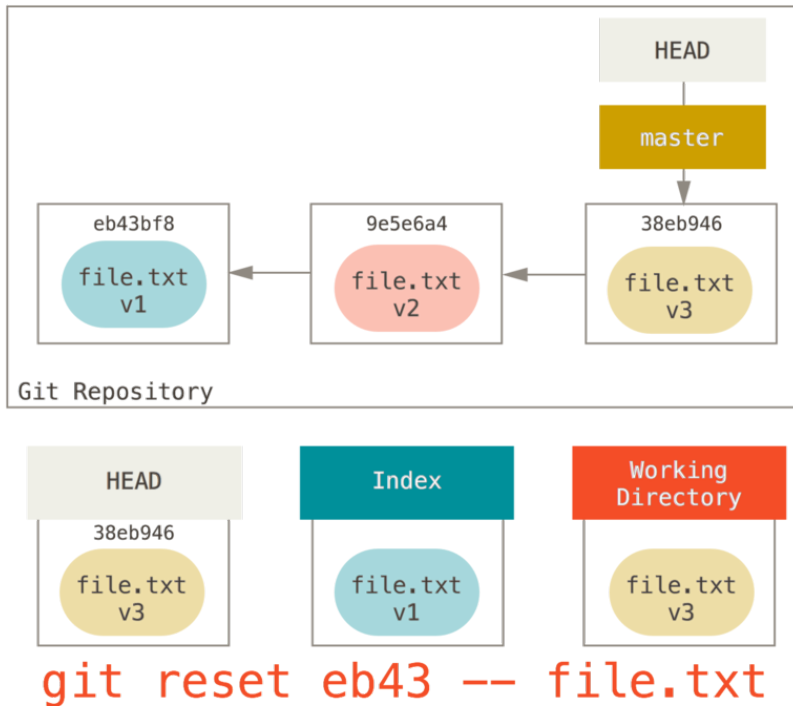 HEAD
master
eb43bf8
9e5e6a4
38eb946
file.txt
v1
file.txt
v2
file.txt
v3
Git Repository
HEAD
Index
Working
Directory
38eb946
file.txt
v3
file.txt
v1
file.txt
v3
git reset eb43 -- file.txt